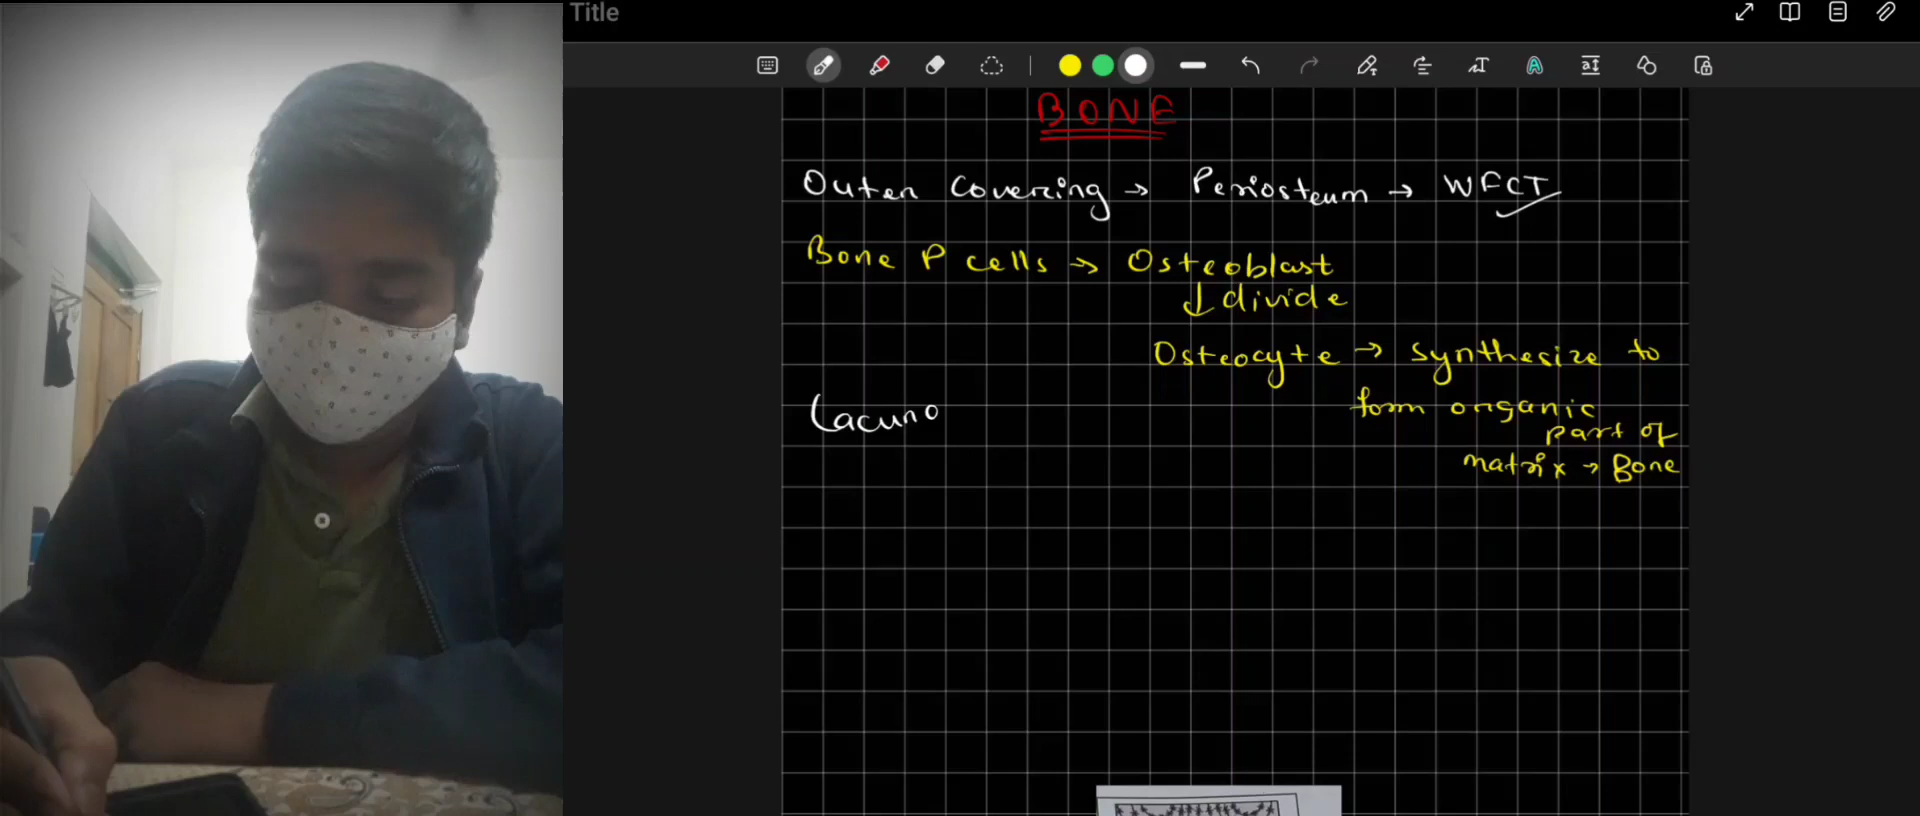 Title
BONE
Outer Covering → Periosteum → WFCT
Bone P cells → Osteoblast
↓ divide
Osteocyte → synthesize to
form organic
part of
matrix → Bone
Lacuno